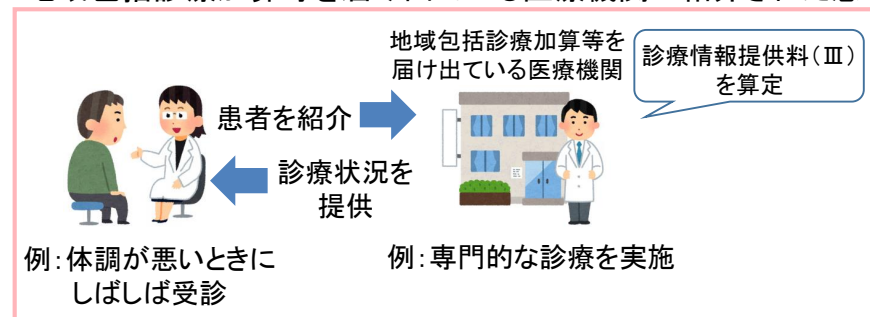 地域包括診療加算等を
届け出ている医療機関
診療情報提供料(Ⅲ)
を算定
患者を紹介
診療状況を
提供
例:体調が悪いときに
しばしば受診
例:専門的な診療を実施